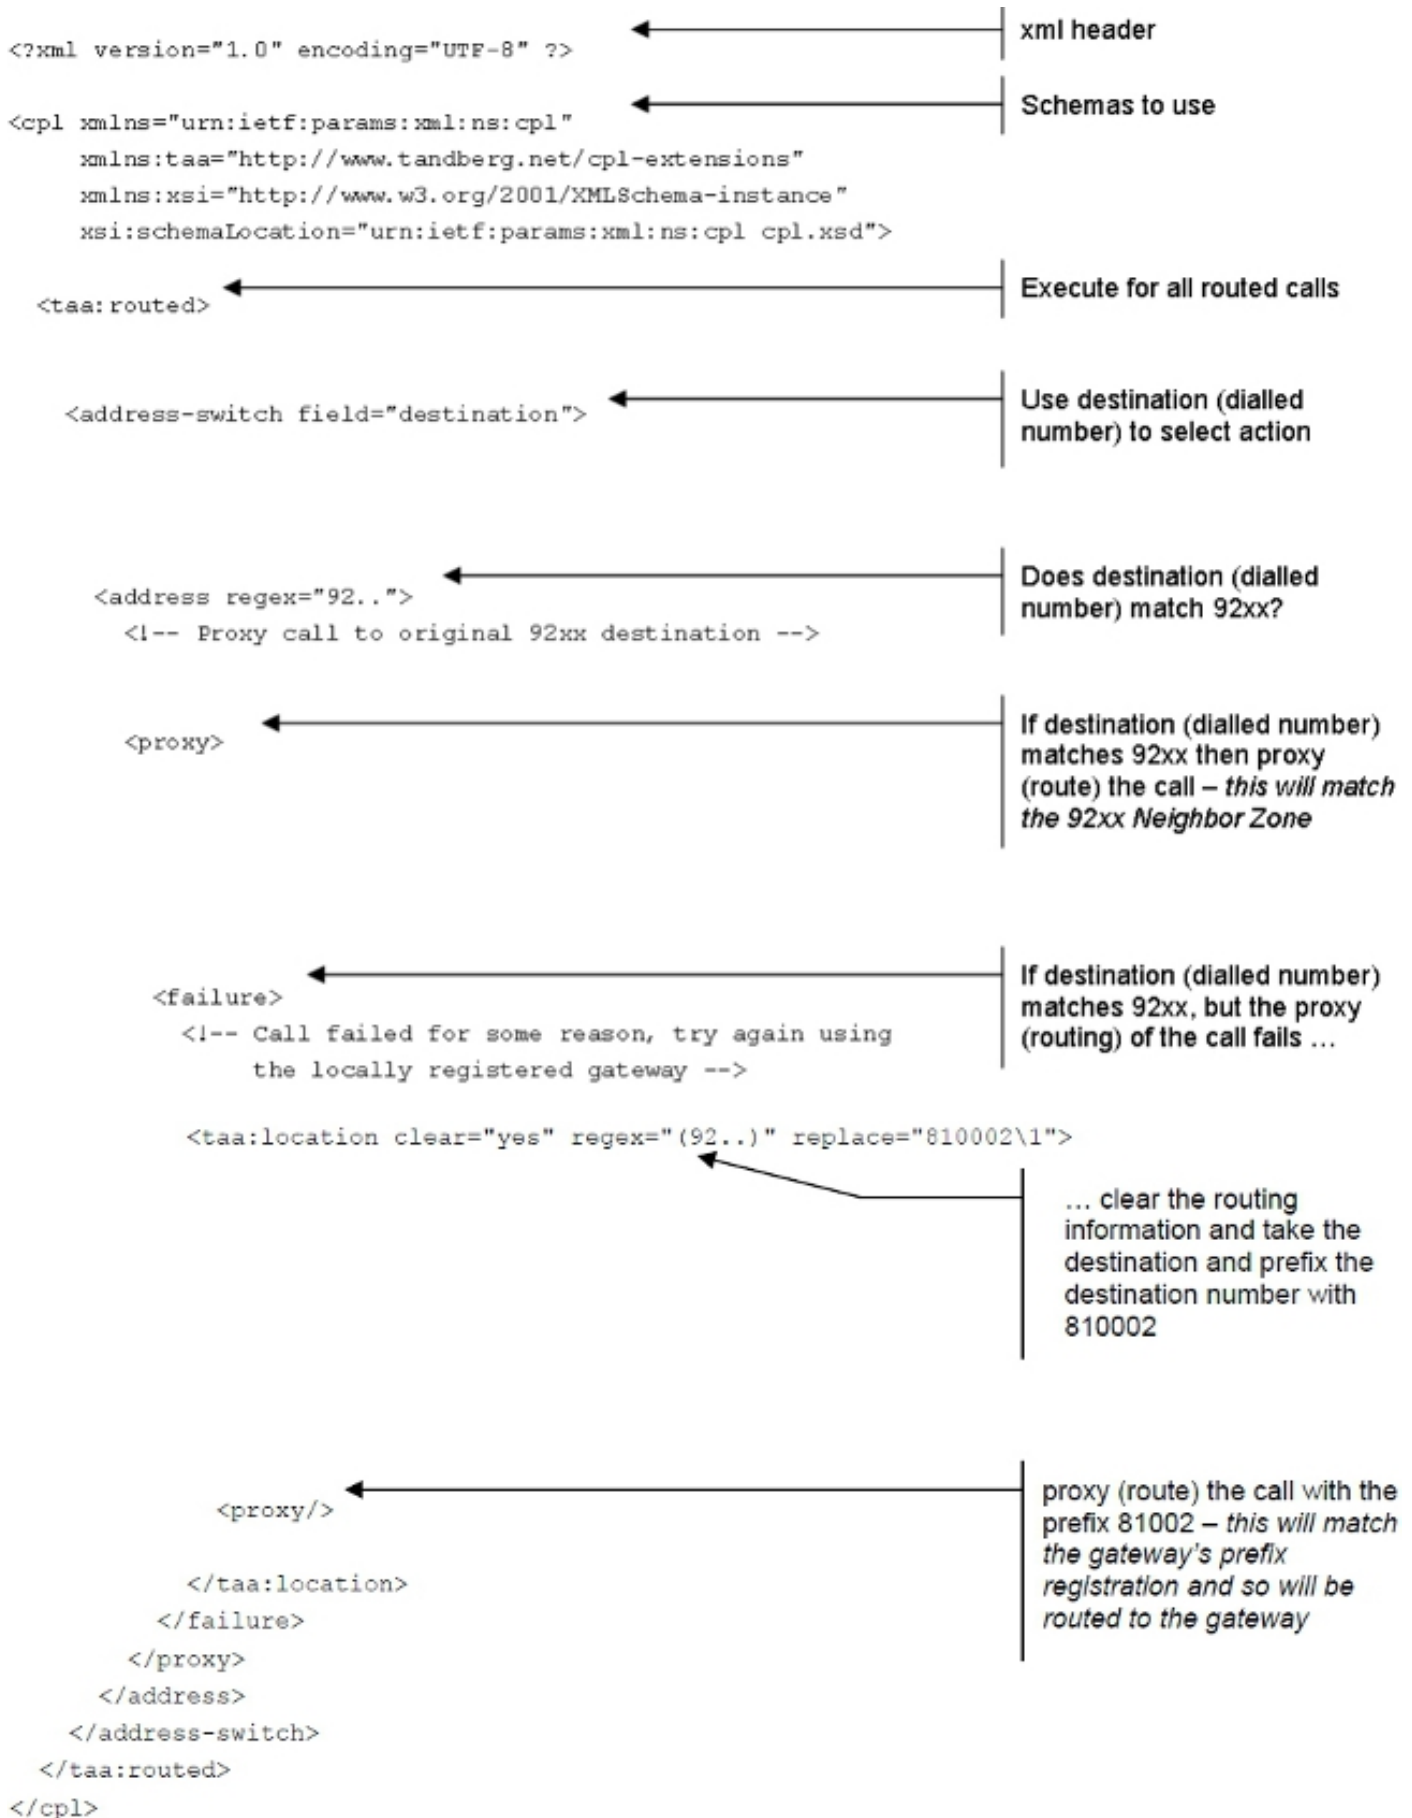 <?xml version="1.0" encoding="UTF-8" ?>
xml header
<cpl xmlns="urn:ietf:params:xml:ns:cpl"
Schemas to use
xmlns:taa="http://www.tandberg.net/cpl-extensions"
xmlns:xsi="http://www.w3.org/2001/XMLSchema-instance"
xsi:schemaLocation="urn:ietf:params:xml:ns:cpl cpl.xsd">
<taa:routed>
Execute for all routed calls
<address-switch field="destination">
Use destination (dialled
number) to select action
<address regex="92..">
<!-- Proxy call to original 92xx destination -->
Does destination (dialled
number) match 92xx?
<proxy>
If destination (dialled number)
matches 92xx then proxy
(route) the call – this will match
the 92xx Neighbor Zone
<failure>
<!-- Call failed for some reason, try again using
the locally registered gateway -->
If destination (dialled number)
matches 92xx, but the proxy
(routing) of the call fails …
<taa:location clear="yes" regex="(92..)" replace="810002\1">
… clear the routing
information and take the
destination and prefix the
destination number with
810002
<proxy/>
proxy (route) the call with the
prefix 81002 – this will match
the gateway's prefix
registration and so will be
routed to the gateway
</taa:location>
</failure>
</proxy>
</address>
</address-switch>
</taa:routed>
</cpl>